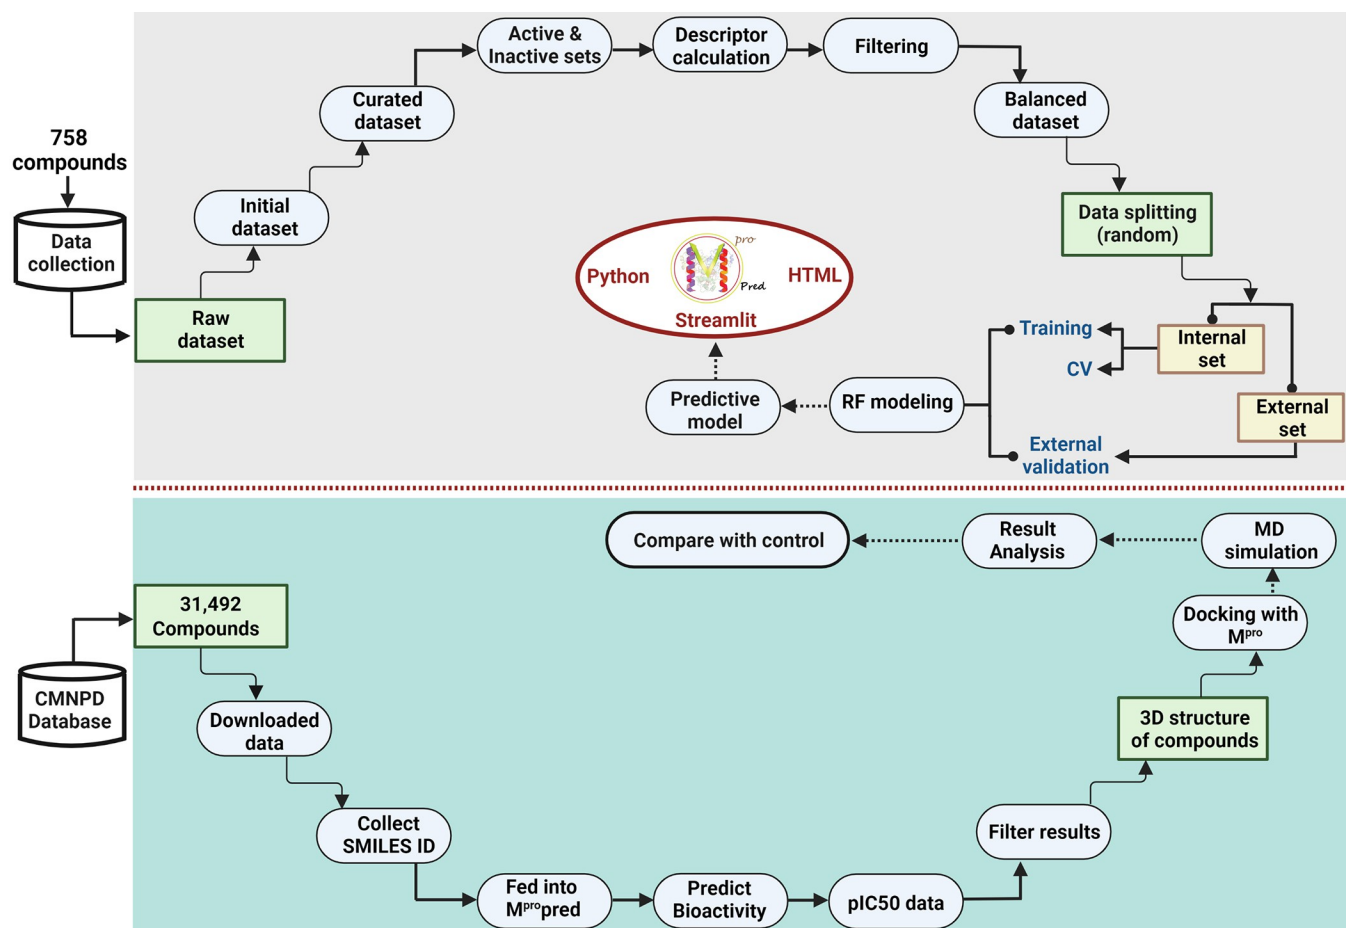 758
compounds
Data
collection
Raw
dataset
Initial
dataset
Curated
dataset
Active &
Inactive sets
Descriptor
calculation
Filtering
Balanced
dataset
Data splitting
(random)
Internal
set
External
set
Training
CV
External
validation
RF modeling
Predictive
model
Python
pro
Pred
HTML
Streamlit
CMNPD
Database
31,492
Compounds
Downloaded
data
Collect
SMILES ID
Fed into
Mᵖʳᵒpred
Predict
Bioactivity
pIC50 data
Filter results
3D structure
of compounds
Docking with
Mᵖʳᵒ
MD
simulation
Result
Analysis
Compare with control